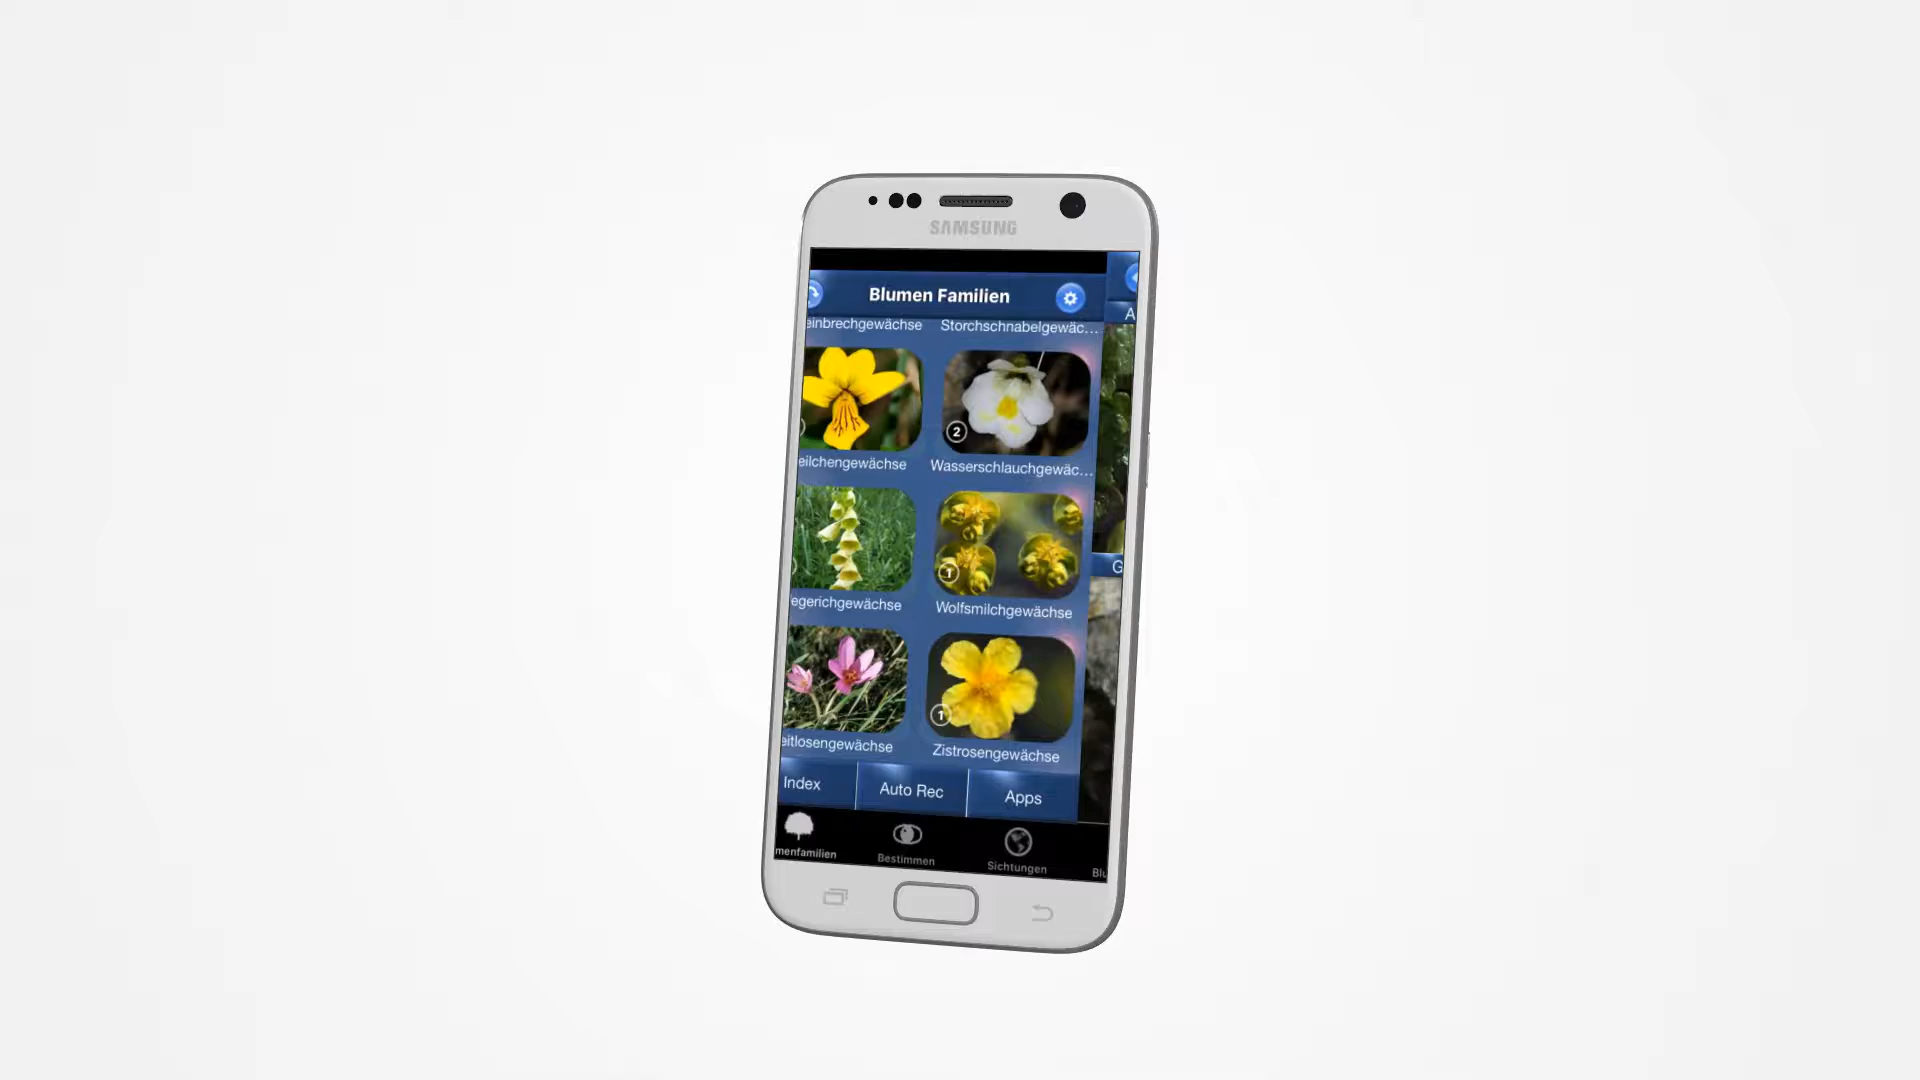 SAMSUNG
Blumen Familien
A
einbrechgewächse Storchschnabelgewäc...
2
eilchengewächse Wasserschlauchgewäc...
1
G
egerichgewächse Wolfsmilchgewächse
1
eitlosengewächse Zistrosengewächse
Index Auto Rec Apps
menfamilien Bestimmen Sichtungen Blu